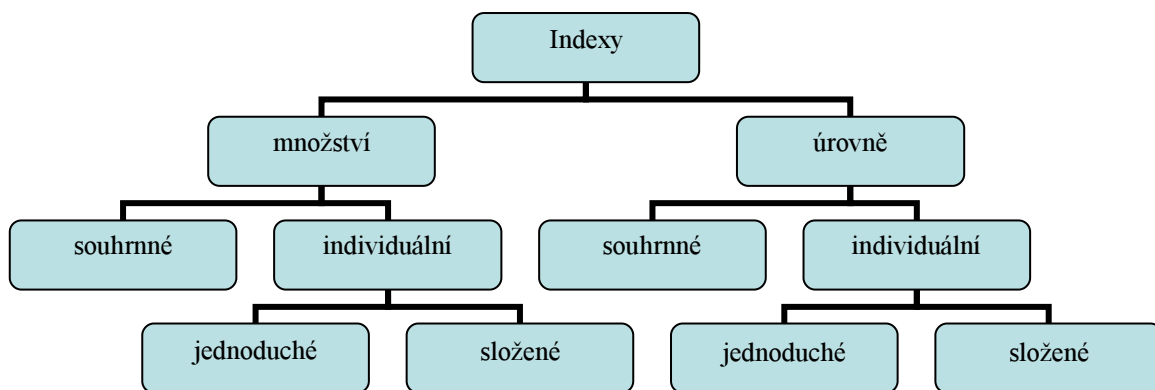 Indexy
množství
úrovně
souhrnné
individuální
souhrnné
individuální
jednoduché
složené
jednoduché
složené